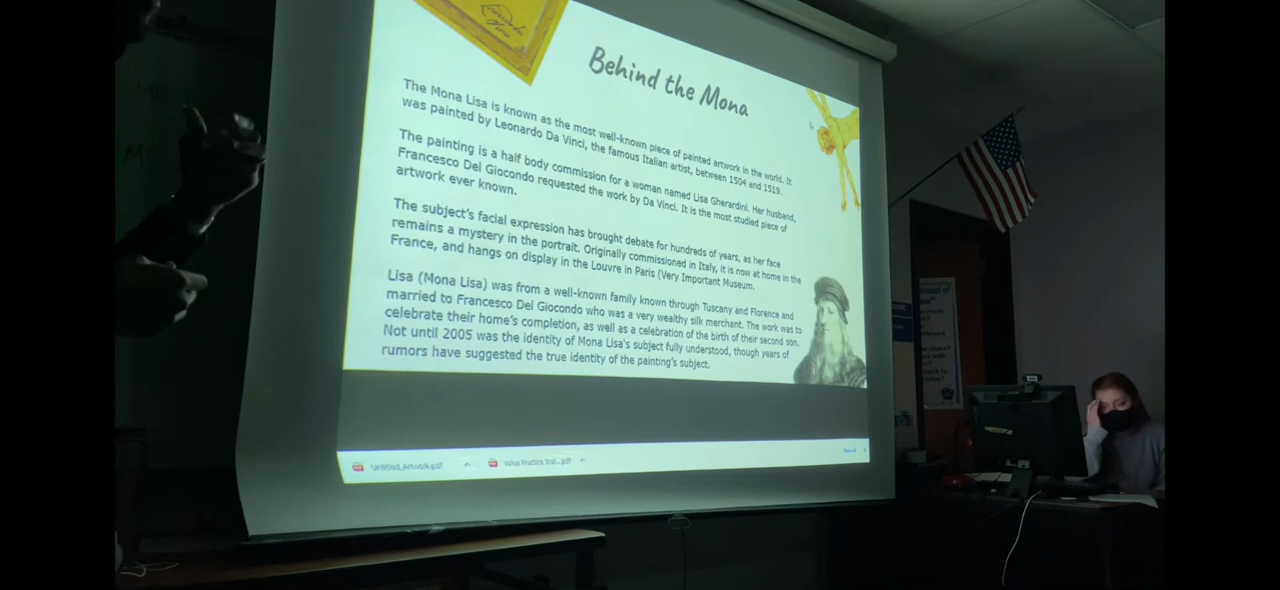 Behind the Mona
The Mona Lisa is known as the most well-known piece of painted artwork in the world. It
was painted by Leonardo Da Vinci, the famous Italian artist, between 1504 and 1519.
The painting is a half body commission for a woman named Lisa Gherardini. Her husband,
Francesco Del Giocondo requested the work by Da Vinci. It is the most studied piece of
artwork ever known.
The subject's facial expression has brought debate for hundreds of years, as her face
remains a mystery in the portrait. Originally commissioned in Italy, it is now at home in the
France, and hangs on display in the Louvre in Paris (Very Important Museum.
Lisa (Mona Lisa) was from a well-known family known through Tuscany and Florence and
married to Francesco Del Giocondo who was a very wealthy silk merchant. The work was to
celebrate their home's completion, as well as a celebration of the birth of their second son.
Not until 2005 was the identity of Mona Lisa's subject fully understood, though years of
rumors have suggested the true identity of the painting's subject.
Untitled_Artwork.pdf
Value Practice
Show all